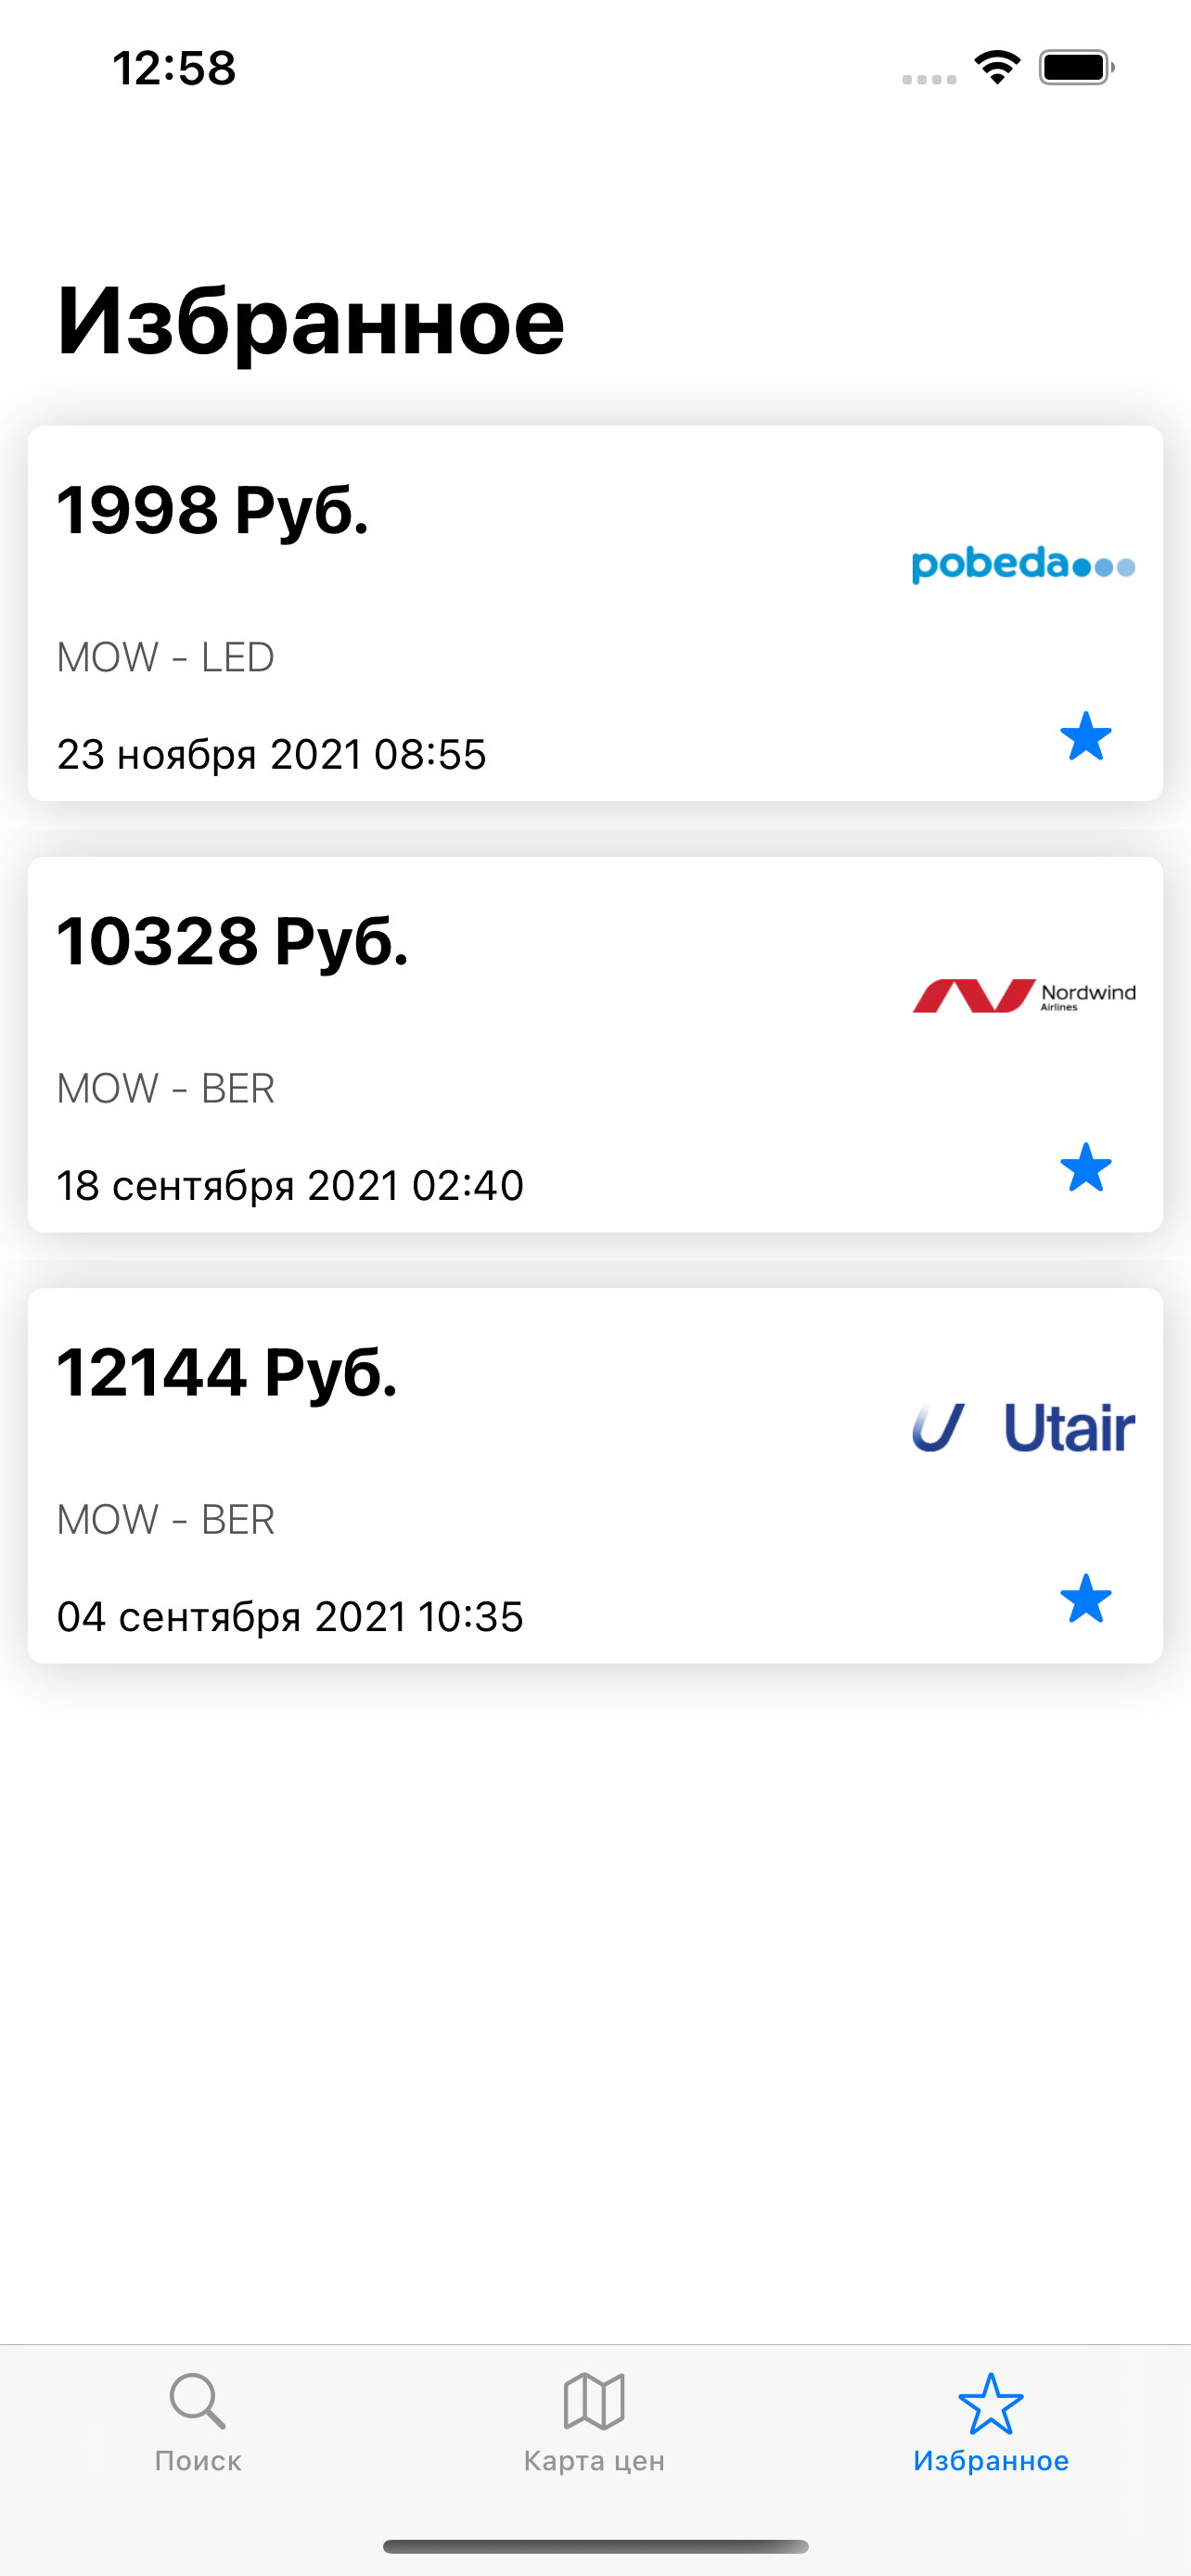 12:58
Избранное
1998 Руб.
pobeda
MOW - LED
23 ноября 2021 08:55
10328 Руб.
Nordwind
Airlines
MOW - BER
18 сентября 2021 02:40
12144 Руб.
Utair
MOW - BER
04 сентября 2021 10:35
Поиск
Карта цен
Избранное